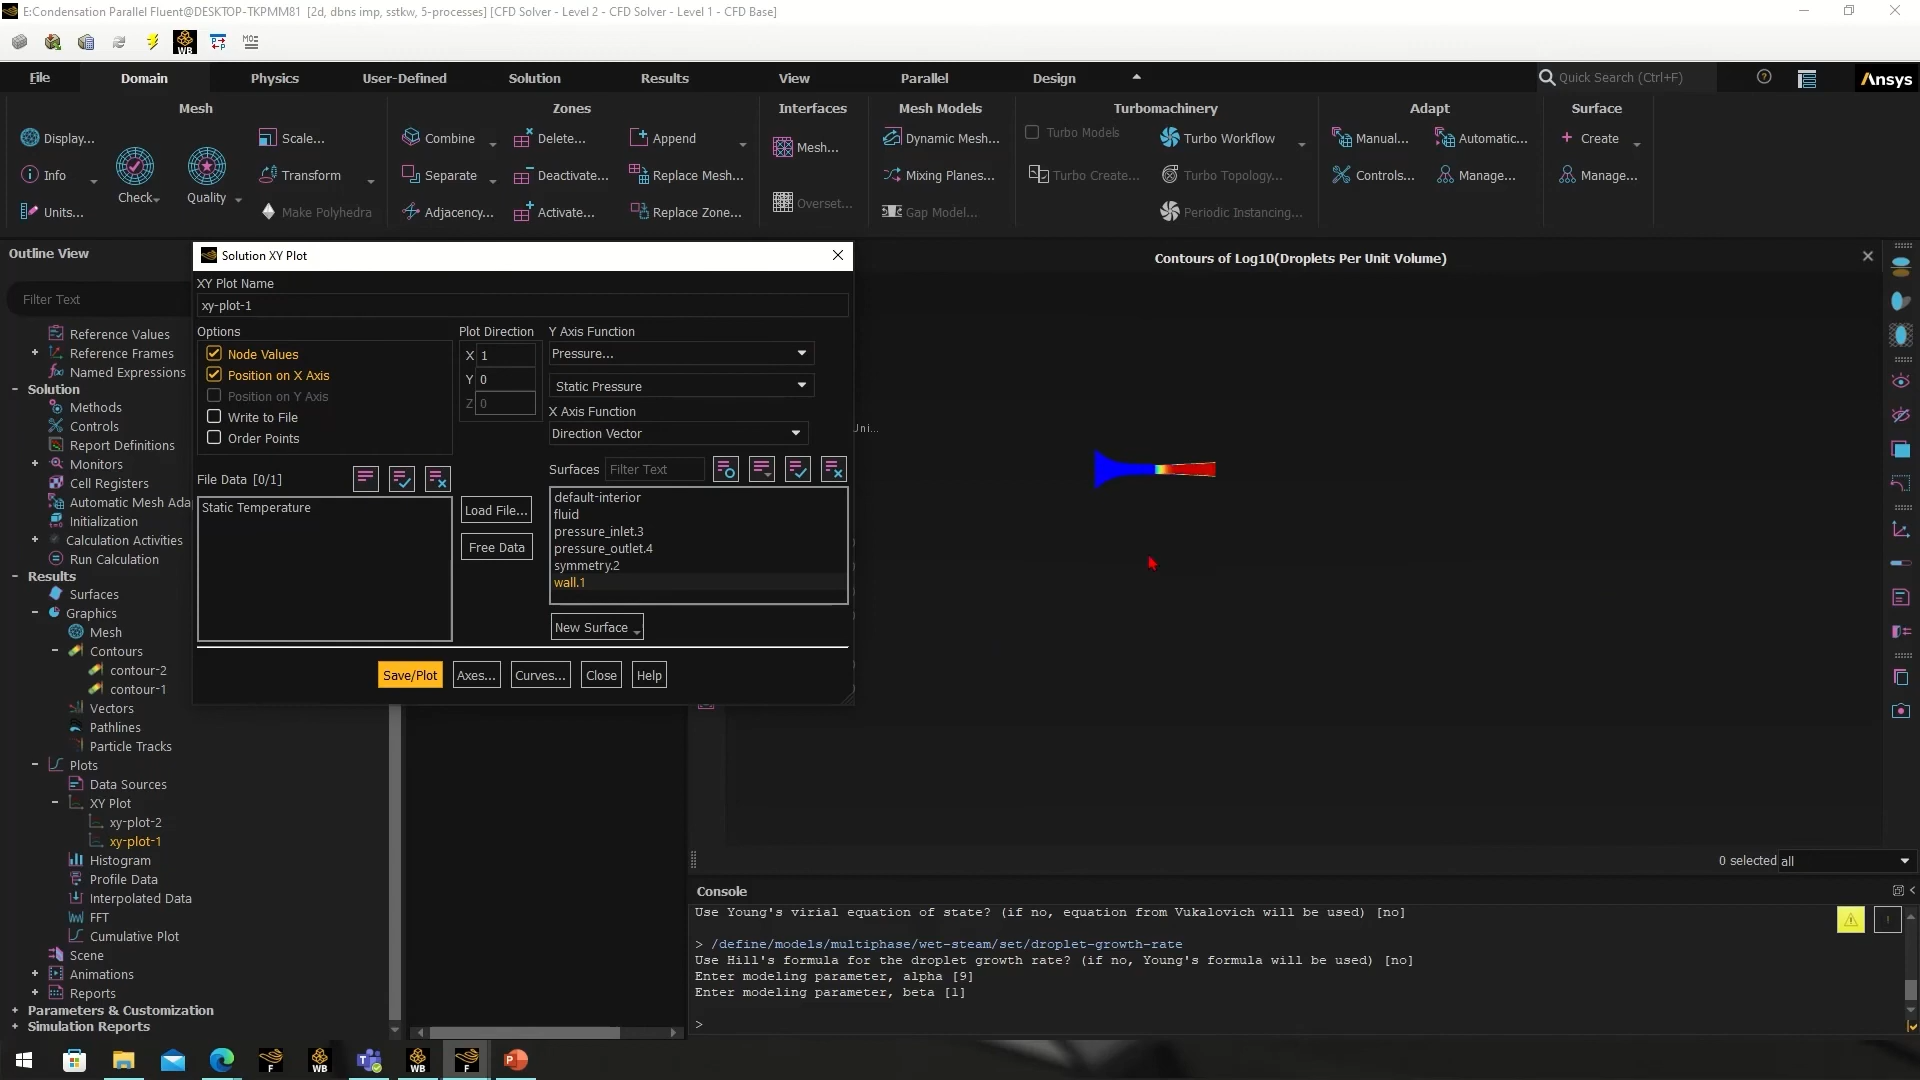 E:Condensation Parallel Fluent@DESKTOP-TKPMM81 [2d, dbns imp, sstkw, 5-processes] [CFD Solver - Level 2 - CFD Solver - Level 1 - CFD Base]
File Domain Physics User-Defined Solution Results View Parallel Design Quick Search (Ctrl+F) Ansys
Mesh Zones Interfaces Mesh Models Turbomachinery Adapt Surface
Display... Scale... Combine Delete... Append Mesh... Dynamic Mesh... Turbo Models Turbo Workflow Manual... Automatic... Create
Info Check Quality Transform Separate Deactivate... Replace Mesh... Overset... Mixing Planes... Turbo Create... Turbo Topology... Controls... Manage... Manage...
Units... Make Polyhedra Adjacency... Activate... Replace Zone... Gap Model... Periodic Instancing...
Outline View
Filter Text
Reference Values
Reference Frames
Named Expressions
Solution
Methods
Controls
Report Definitions
Monitors
Cell Registers
Automatic Mesh Ada
Initialization
Calculation Activities
Run Calculation
Results
Surfaces
Graphics
Mesh
Contours
contour-2
contour-1
Vectors
Pathlines
Particle Tracks
Plots
Data Sources
XY Plot
xy-plot-2
xy-plot-1
Histogram
Profile Data
Interpolated Data
FFT
Cumulative Plot
Scene
Animations
Reports
Parameters & Customization
Simulation Reports
Solution XY Plot
XY Plot Name
xy-plot-1
Options
Node Values
Position on X Axis
Position on Y Axis
Write to File
Order Points
Plot Direction
X 1
Y 0
Z 0
Y Axis Function
Pressure...
Static Pressure
X Axis Function
Direction Vector
File Data [0/1]
Static Temperature
Load File...
Free Data
Surfaces Filter Text
default-interior
fluid
pressure_inlet.3
pressure_outlet.4
symmetry.2
wall.1
New Surface
Save/Plot Axes... Curves... Close Help
Contours of Log10(Droplets Per Unit Volume)
Uni...
0 selected all
Console
Use Young's virial equation of state? (if no, equation from Vukalovich will be used) [no]
> /define/models/multiphase/wet-steam/set/droplet-growth-rate
Use Hill's formula for the droplet growth rate? (if no, Young's formula will be used) [no]
Enter modeling parameter, alpha [9]
Enter modeling parameter, beta [1]
>
F WB WB F